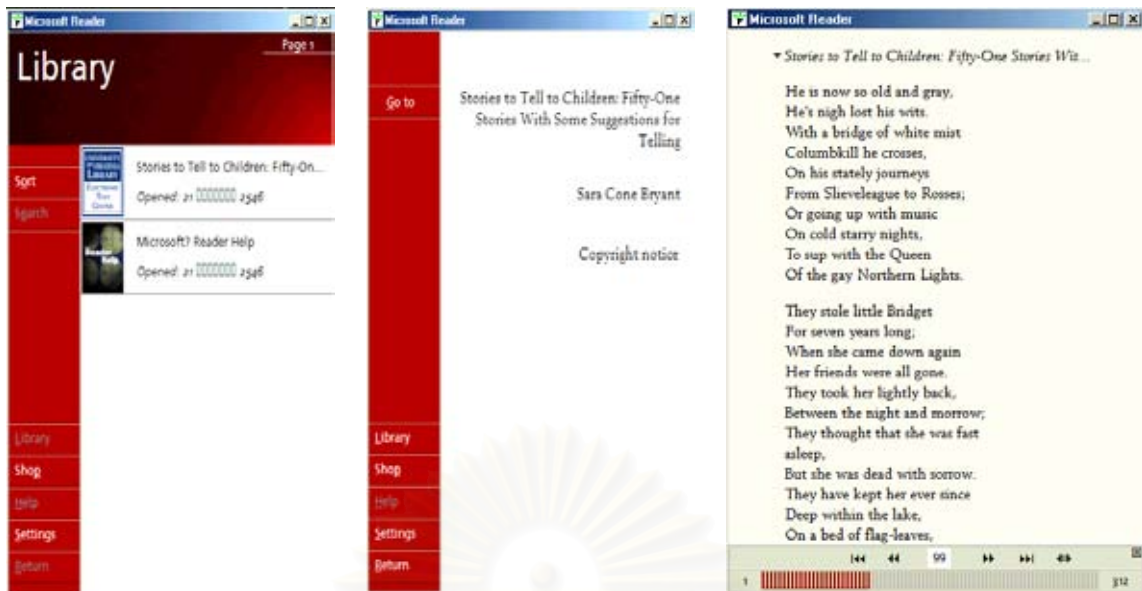 Microsoft Reader
Page 1
Library
Sort
Search
UNIVERSITY
OF VIRGINIA
LIBRARY
ELECTRONIC
TEXT
CENTER
Stories to Tell to Children: Fifty-On...
Opened: 21 2546
Reader
Help
Microsoft? Reader Help
Opened: 21 2546
Library
Shop
Help
Settings
Return
Microsoft Reader
Go to
Stories to Tell to Children: Fifty-One
Stories With Some Suggestions for
Telling
Sara Cone Bryant
Copyright notice
Library
Shop
Help
Settings
Return
Microsoft Reader
Stories to Tell to Children: Fifty-One Stories Wit...
He is now so old and gray,
He's nigh lost his wits.
With a bridge of white mist
Columbkill he crosses,
On his stately journeys
From Slieveleague to Rosses;
Or going up with music
On cold starry nights,
To sup with the Queen
Of the gay Northern Lights.
They stole little Bridget
For seven years long;
When she came down again
Her friends were all gone.
They took her lightly back,
Between the night and morrow;
They thought that she was fast
asleep,
But she was dead with sorrow.
They have kept her ever since
Deep within the lake,
On a bed of flag-leaves,
99
1
312